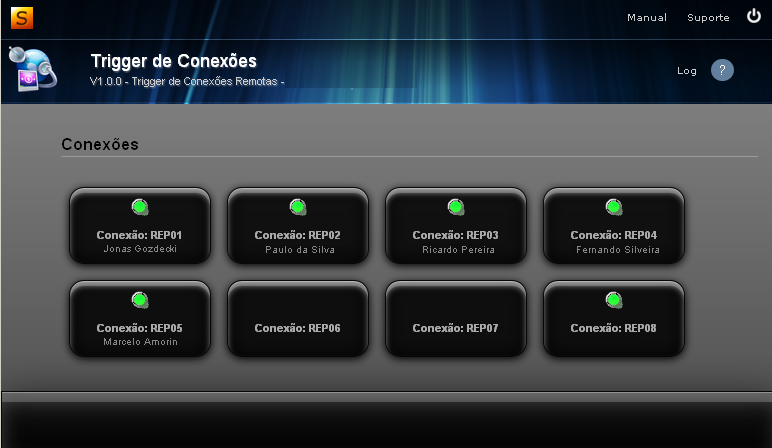 S
Manual Suporte
Trigger de Conexões
V1.0.0 - Trigger de Conexões Remotas -
Log ?
Conexões
Conexão: REP01
Jonas Gozdecki
Conexão: REP02
Paulo da Silva
Conexão: REP03
Ricardo Pereira
Conexão: REP04
Fernando Silveira
Conexão: REP05
Marcelo Amorin
Conexão: REP06
Conexão: REP07
Conexão: REP08